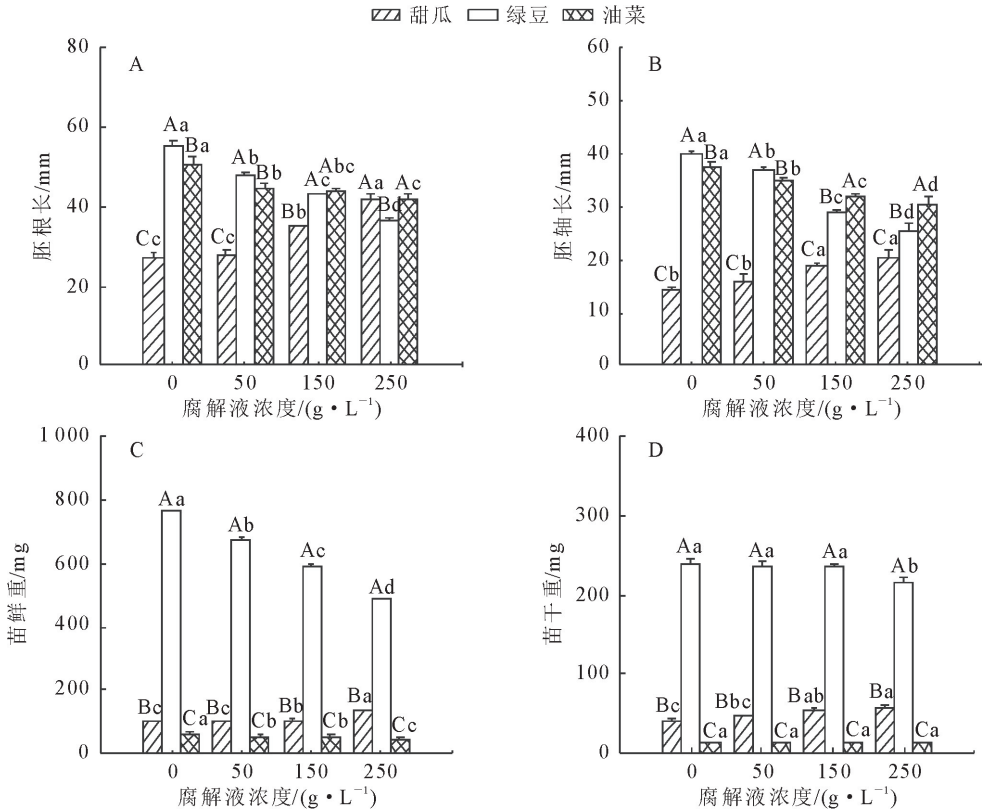 甜瓜 绿豆 油菜
A
80
60
40
20
0
胚根长/mm
Cc Aa Ba
Cc Ab Bb
Bb Ac Abc
Aa Bd Ac
0 50 150 250
腐解液浓度/(g·L⁻¹)
B
60
50
40
30
20
10
0
胚轴长/mm
Cb Aa Ba
Cb Ab Bb
Ca Bc Ac
Ca Bd Ad
0 50 150 250
腐解液浓度/(g·L⁻¹)
C
1 000
800
600
400
200
0
苗鲜重/mg
Bc Aa Ca
Bc Ab Cb
Bb Ac Cb
Ba Ad Cc
0 50 150 250
腐解液浓度/(g·L⁻¹)
D
400
300
200
100
0
苗干重/mg
Bc Aa Ca
Bbc Aa Ca
Bab Aa Ca
Ba Ab Ca
0 50 150 250
腐解液浓度/(g·L⁻¹)